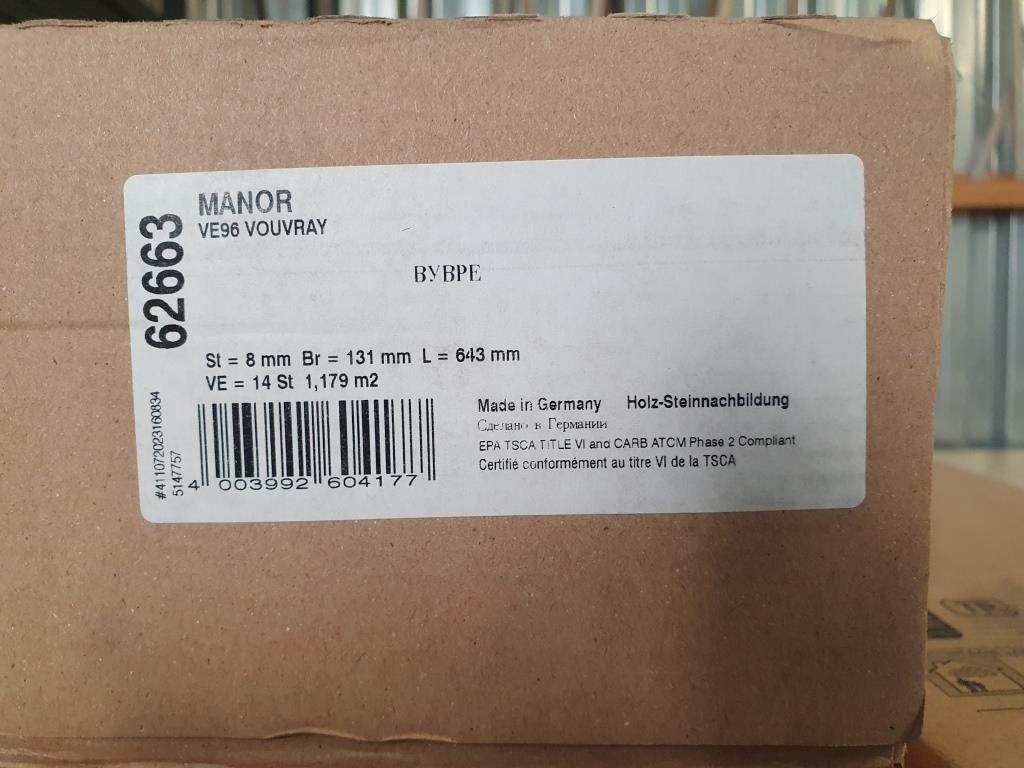 62663
MANOR
VE96 VOUVRAY
ВУВРЕ
St = 8 mm Br = 131 mm L = 643 mm
VE = 14 St 1,179 m2
Made in Germany Holz-Steinnachbildung
Сделано в Германии
EPA TSCA TITLE VI and CARB ATCM Phase 2 Compliant
Certifié conformément au titre VI de la TSCA
#411072023160834
5147757
4 003992 604177